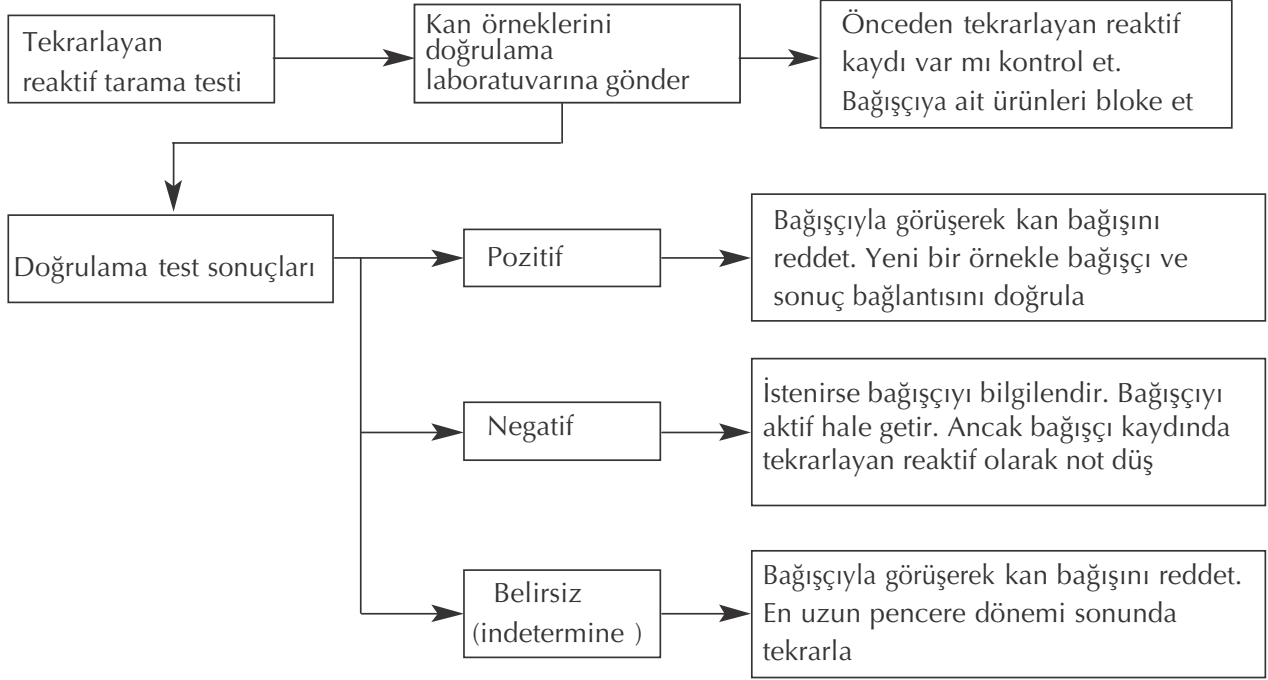 Tekrarlayan
reaktif tarama testi
Kan örneklerini
doğrulama
laboratuvarına gönder
Önceden tekrarlayan reaktif
kaydı var mı kontrol et.
Bağışçıya ait ürünleri bloke et
Doğrulama test sonuçları
Pozitif
Bağışçıyla görüşerek kan bağışını
reddet. Yeni bir örnekle bağışçı ve
sonuç bağlantısını doğrula
Negatif
İstenirse bağışçıyı bilgilendir. Bağışçıyı
aktif hale getir. Ancak bağışçı kaydında
tekrarlayan reaktif olarak not düş
Belirsiz
(indetermine )
Bağışçıyla görüşerek kan bağışını reddet.
En uzun pencere dönemi sonunda
tekrarla